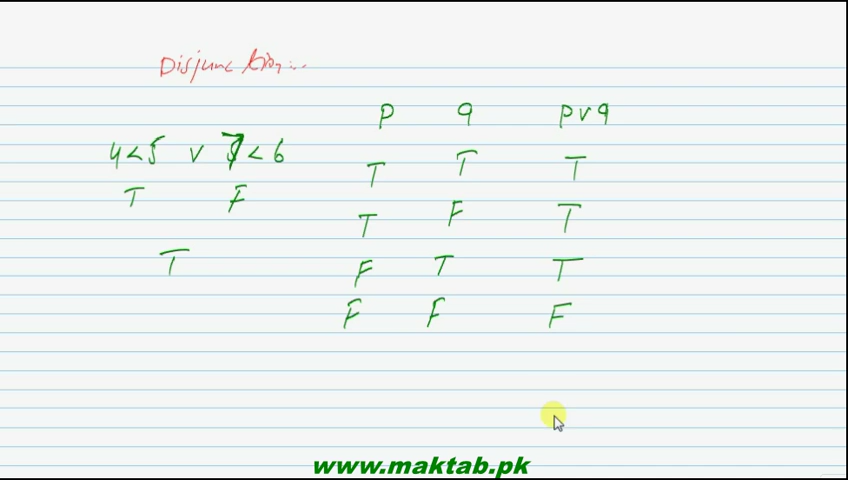 Disjunction:-
p q p∨q
4<5 ∨ 7<6
T T T
T F
T F T
T
F T T
F F F
www.maktab.pk